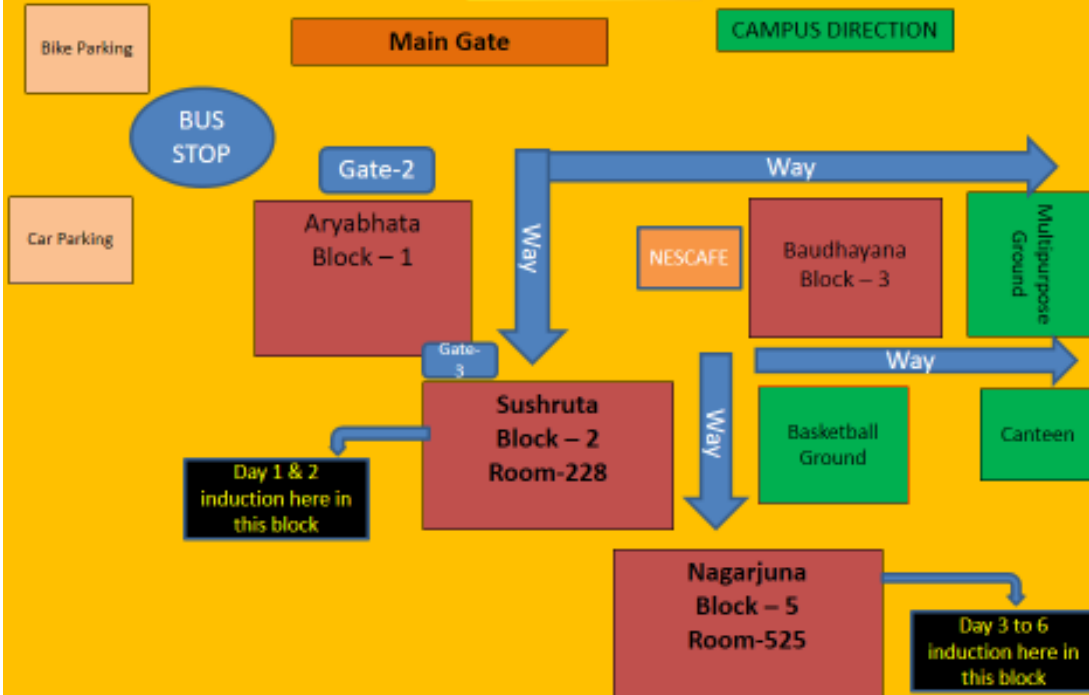 Bike Parking
Main Gate
CAMPUS DIRECTION
BUS
STOP
Gate-2
Way
Car Parking
Aryabhata
Block – 1
Way
NESCAFE
Baudhayana
Block – 3
Multipurpose
Ground
Gate-
3
Way
Sushruta
Block – 2
Room-228
Way
Basketball
Ground
Canteen
Day 1 & 2
induction here in
this block
Nagarjuna
Block – 5
Room-525
Day 3 to 6
induction here in
this block